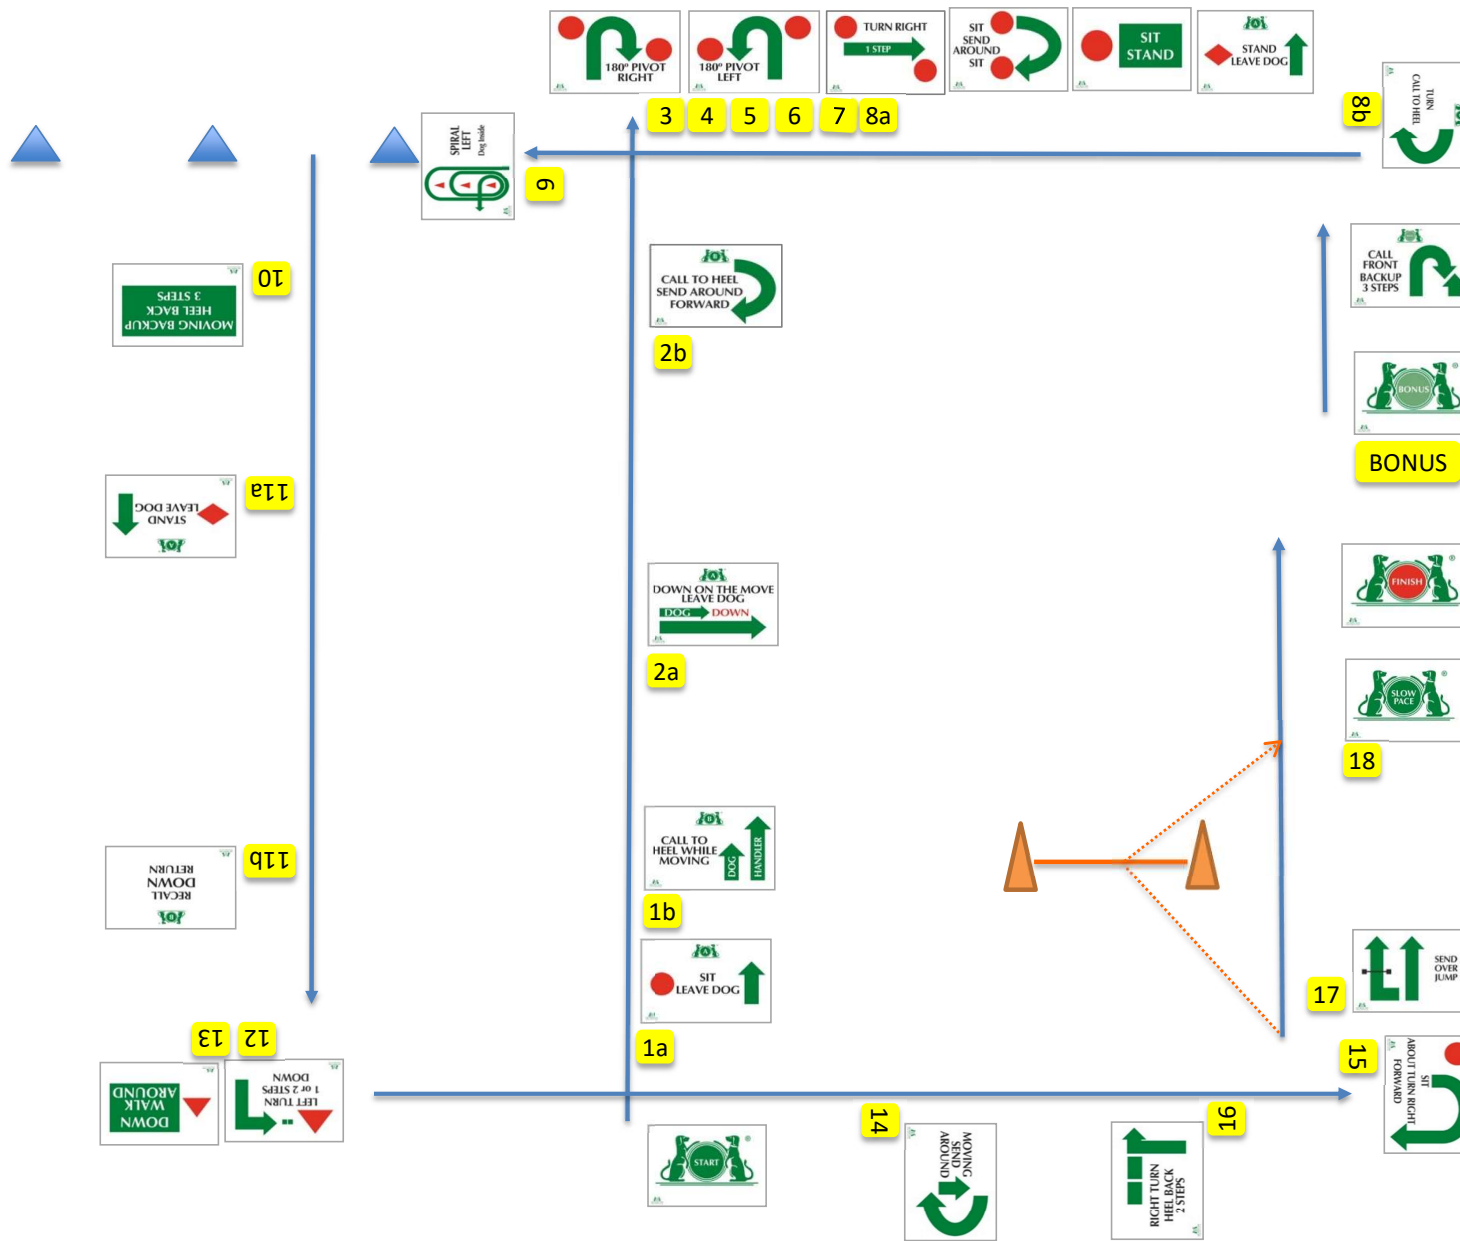 180º PIVOT
RIGHT
180º PIVOT
LEFT
TURN RIGHT
1 STEP
SIT
SEND
AROUND
SIT
SIT
STAND
A
STAND
LEAVE DOG
3
4
5
6
7
8a
8b
TURN
CALL TO HEEL
SPIRAL
LEFT
Dog Inside
9
B
CALL TO HEEL
SEND AROUND
FORWARD
2b
CALL
FRONT
BACKUP
3 STEPS
BONUS
®
BONUS
10
MOVING BACKUP
HEEL BACK
3 STEPS
11a
A
STAND
LEAVE DOG
A
DOWN ON THE MOVE
LEAVE DOG
DOG
DOWN
2a
FINISH
®
SLOW
PACE
®
18
B
CALL TO
HEEL WHILE
MOVING
DOG
HANDLER
1b
11b
B
RECALL
DOWN
RETURN
A
SIT
LEAVE DOG
1a
17
SEND
OVER
JUMP
13
12
DOWN
WALK
AROUND
LEFT TURN
1 or 2 STEPS
DOWN
15
SIT
ABOUT TURN RIGHT
FORWARD
START
®
14
MOVING
SEND
AROUND
16
RIGHT TURN
HEEL BACK
2 STEPS